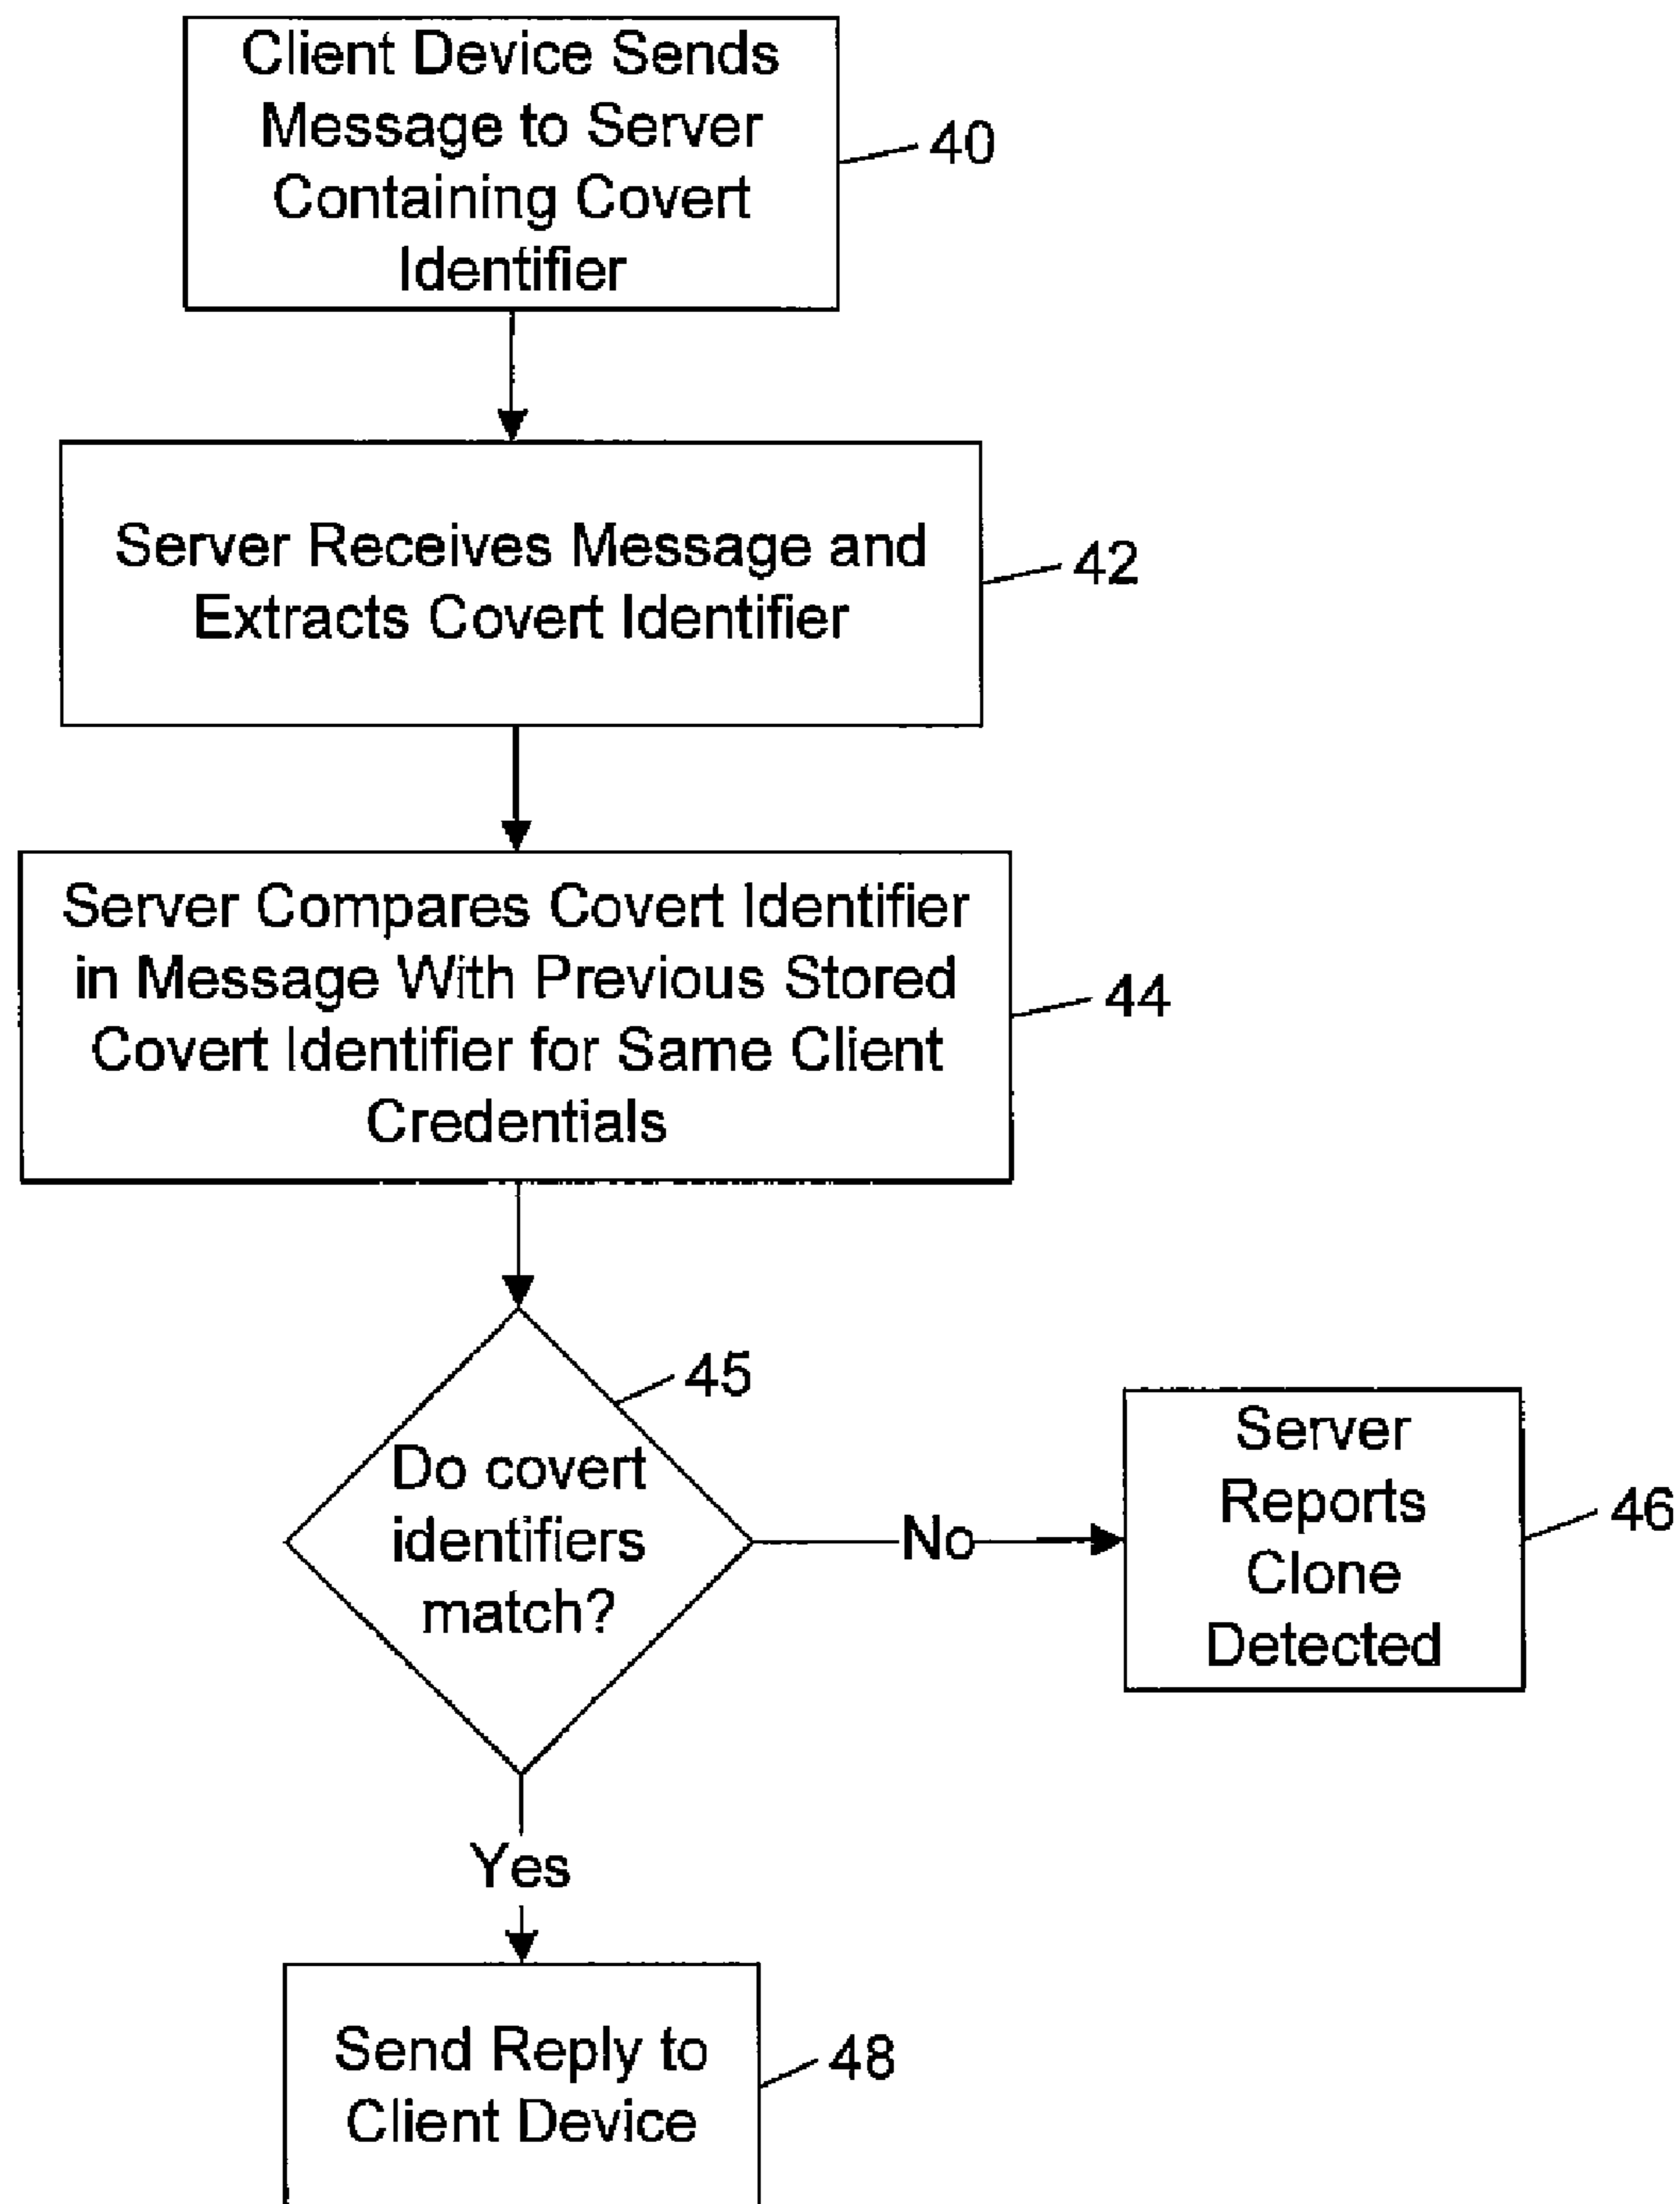 Client Device Sends
Message to Server
Containing Covert
Identifier
40
Server Receives Message and
Extracts Covert Identifier
42
Server Compares Covert Identifier
in Message With Previous Stored
Covert Identifier for Same Client
Credentials
44
45
Do covert
identifiers
match?
No
Server
Reports
Clone
Detected
46
Yes
Send Reply to
Client Device
48